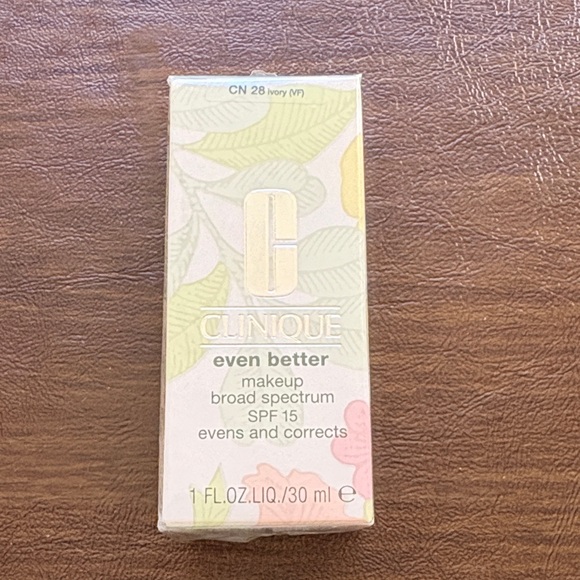 CN 28 Ivory (VF)
CLINIQUE
even better
makeup
broad spectrum
SPF 15
evens and corrects
1 FL.OZ.LIQ./30 ml ℮